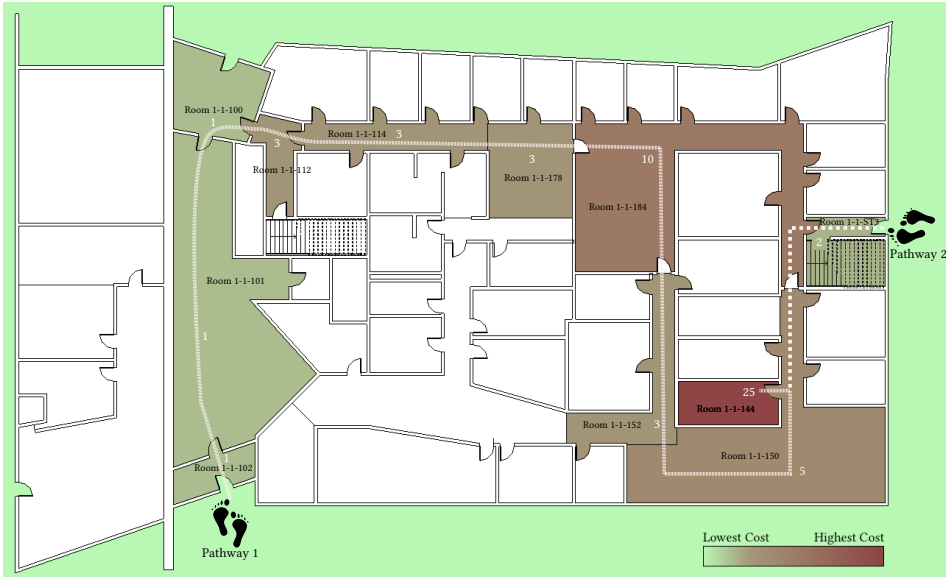 Room 1-1-100
1
3
Room 1-1-114
3
Room 1-1-112
3
Room 1-1-178
10
Room 1-1-184
Room 1-1-ST3
2
Pathway 2
Room 1-1-101
1
25
Room 1-1-144
Room 1-1-152
3
Room 1-1-150
5
1
Room 1-1-102
Pathway 1
Lowest Cost
Highest Cost